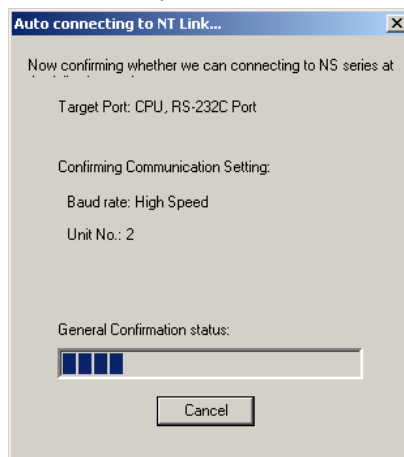 Auto connecting to NT Link...
Now confirming whether we can connecting to NS series at
Target Port: CPU, RS-232C Port
Confirming Communication Setting:
Baud rate: High Speed
Unit No.: 2
General Confirmation status:
Cancel